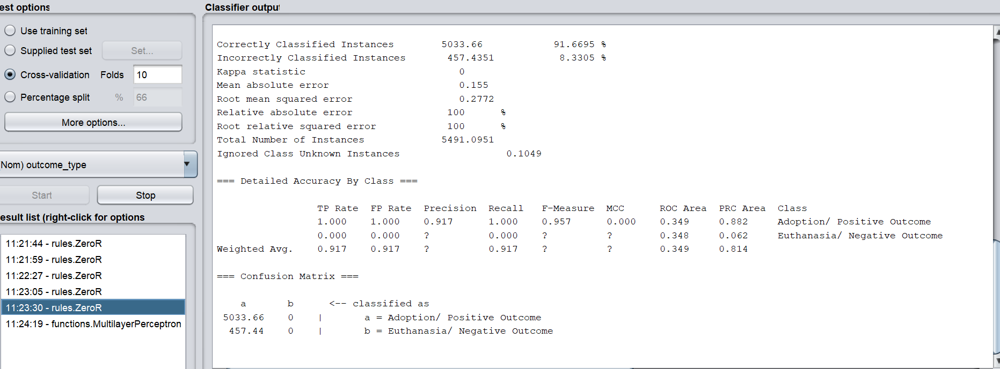 est options
Use training set
Supplied test set Set...
Cross-validation Folds 10
Percentage split % 66
More options...
Nom) outcome_type
Start Stop
esult list (right-click for options
11:21:44 - rules.ZeroR
11:21:59 - rules.ZeroR
11:22:27 - rules.ZeroR
11:23:05 - rules.ZeroR
11:23:30 - rules.ZeroR
11:24:19 - functions.MultilayerPerceptron
Classifier output
Correctly Classified Instances 5033.66 91.6695 %
Incorrectly Classified Instances 457.4351 8.3305 %
Kappa statistic 0
Mean absolute error 0.155
Root mean squared error 0.2772
Relative absolute error 100 %
Root relative squared error 100 %
Total Number of Instances 5491.0951
Ignored Class Unknown Instances 0.1049
=== Detailed Accuracy By Class ===
TP Rate FP Rate Precision Recall F-Measure MCC ROC Area PRC Area Class
1.000 1.000 0.917 1.000 0.957 0.000 0.349 0.882 Adoption/ Positive Outcome
0.000 0.000 ? 0.000 ? ? 0.348 0.062 Euthanasia/ Negative Outcome
Weighted Avg. 0.917 0.917 ? 0.917 ? ? 0.349 0.814
=== Confusion Matrix ===
a b <-- classified as
5033.66 0 | a = Adoption/ Positive Outcome
457.44 0 | b = Euthanasia/ Negative Outcome